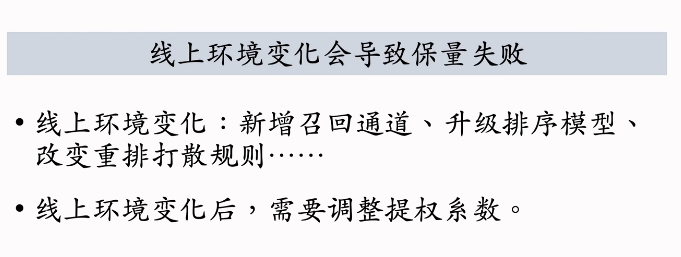 线上环境变化会导致保量失败
• 线上环境变化：新增召回通道、升级排序模型、
改变重排打散规则……
• 线上环境变化后，需要调整提权系数。